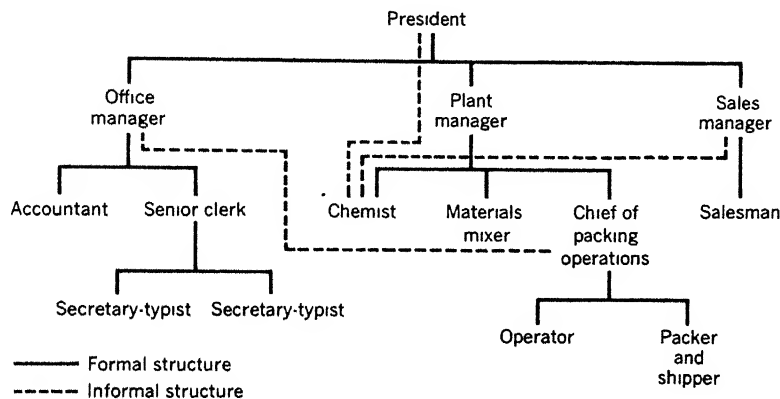 President
Office
manager
Plant
manager
Sales
manager
Accountant
Senior clerk
Chemist
Materials
mixer
Chief of
packing
operations
Salesman
Secretary-typist
Secretary-typist
Operator
Packer
and
shipper
Formal structure
Informal structure